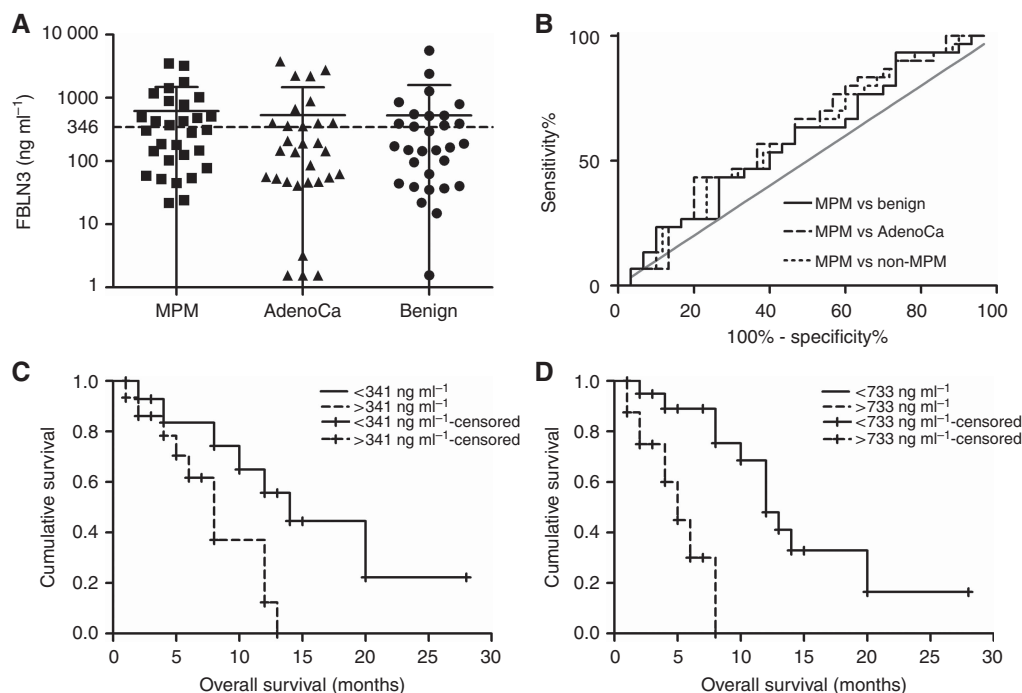 A
10 000
1000
346
100
10
1
FBLN3 (ng ml−1)
MPM
AdenoCa
Benign
B
100
50
0
Sensitivity%
MPM vs benign
MPM vs AdenoCa
MPM vs non-MPM
0
20
40
60
80
100
100% - specificity%
C
1.0
0.8
0.6
0.4
0.2
0.0
Cumulative survival
<341 ng ml−1
>341 ng ml−1
<341 ng ml−1-censored
>341 ng ml−1-censored
0
5
10
15
20
25
30
Overall survival (months)
D
1.0
0.8
0.6
0.4
0.2
0.0
Cumulative survival
<733 ng ml−1
>733 ng ml−1
<733 ng ml−1-censored
>733 ng ml−1-censored
0
5
10
15
20
25
30
Overall survival (months)